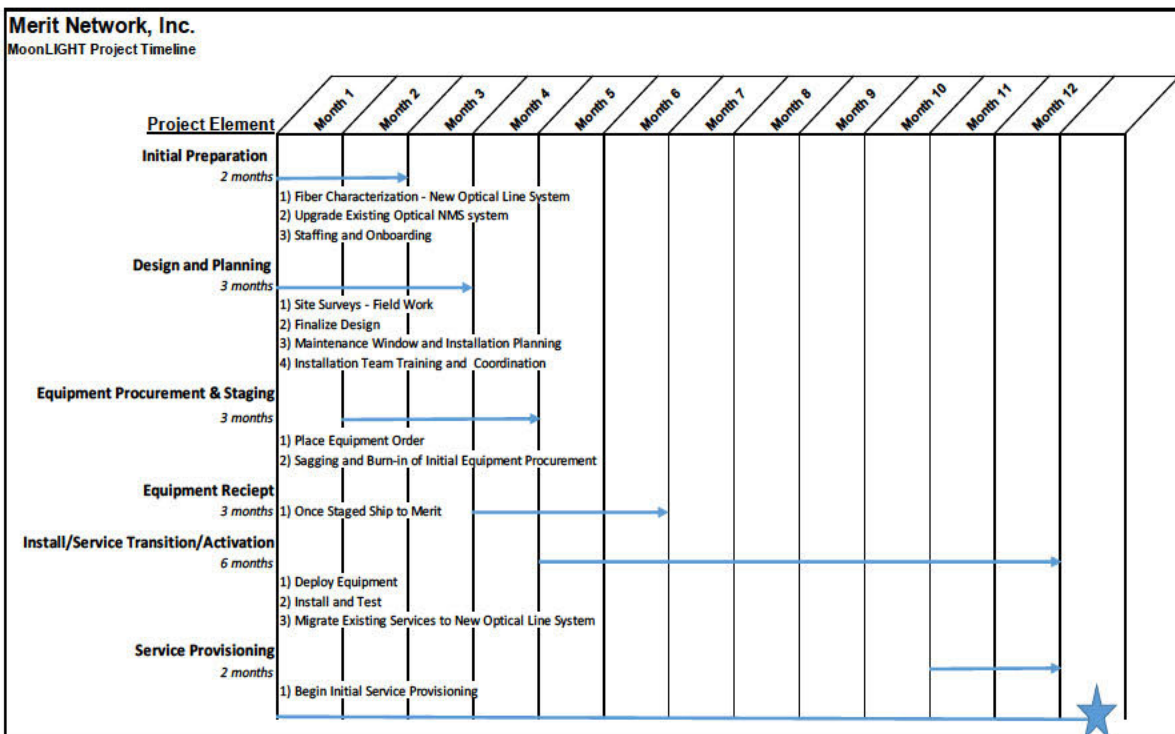 Merit Network, Inc.
MoonLIGHT Project Timeline
Month 1
Month 2
Month 3
Month 4
Month 5
Month 6
Month 7
Month 8
Month 9
Month 10
Month 11
Month 12
Project Element
Initial Preparation
2 months
1) Fiber Characterization - New Optical Line System
2) Upgrade Existing Optical NMS system
3) Staffing and Onboarding
Design and Planning
3 months
1) Site Surveys - Field Work
2) Finalize Design
3) Maintenance Window and Installation Planning
4) Installation Team Training and Coordination
Equipment Procurement & Staging
3 months
1) Place Equipment Order
2) Sagging and Burn-in of Initial Equipment Procurement
Equipment Reciept
3 months 1) Once Staged Ship to Merit
Install/Service Transition/Activation
6 months
1) Deploy Equipment
2) Install and Test
3) Migrate Existing Services to New Optical Line System
Service Provisioning
2 months
1) Begin Initial Service Provisioning